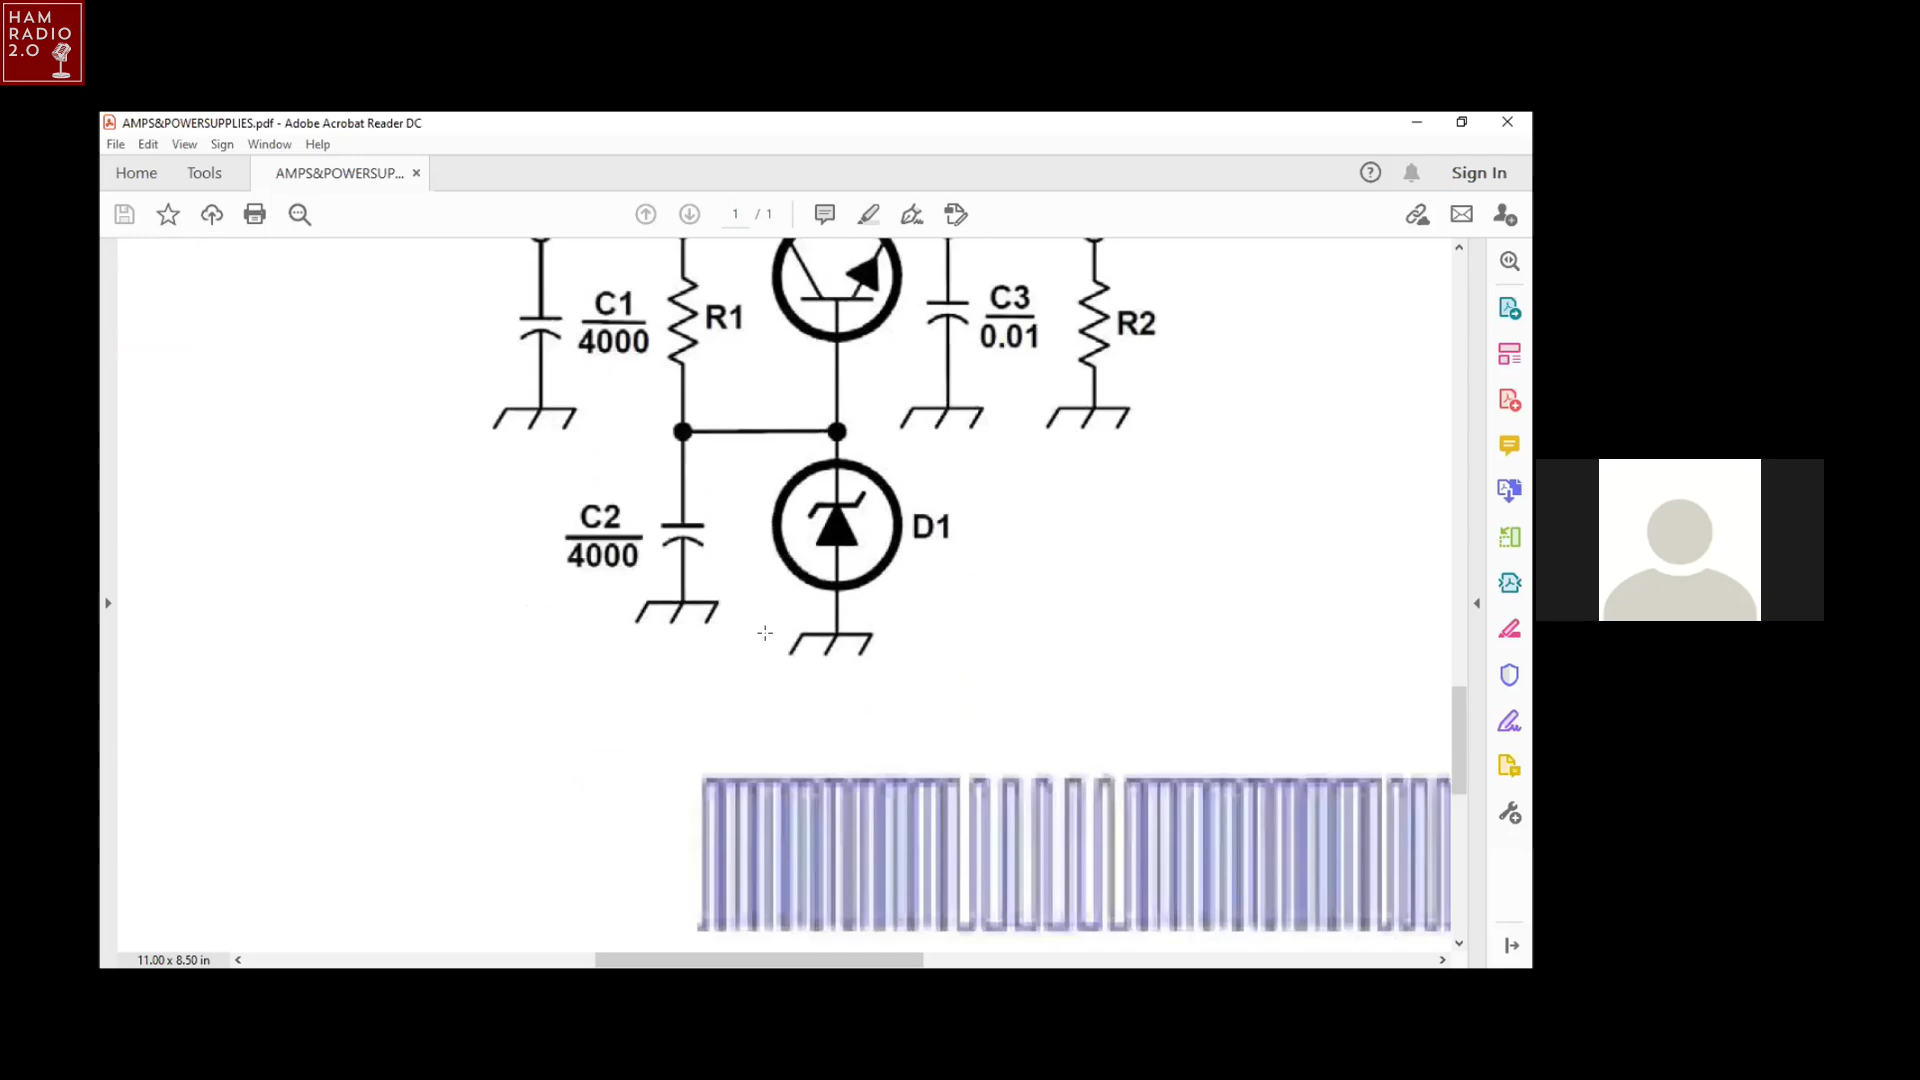 HAM
RADIO
2.0
AMPS&POWERSUPPLIES.pdf - Adobe Acrobat Reader DC
File Edit View Sign Window Help
Home Tools AMPS&POWERSUP... × Sign In
1 / 1
C1
4000
R1
C3
0.01
R2
C2
4000
D1
11.00 x 8.50 in